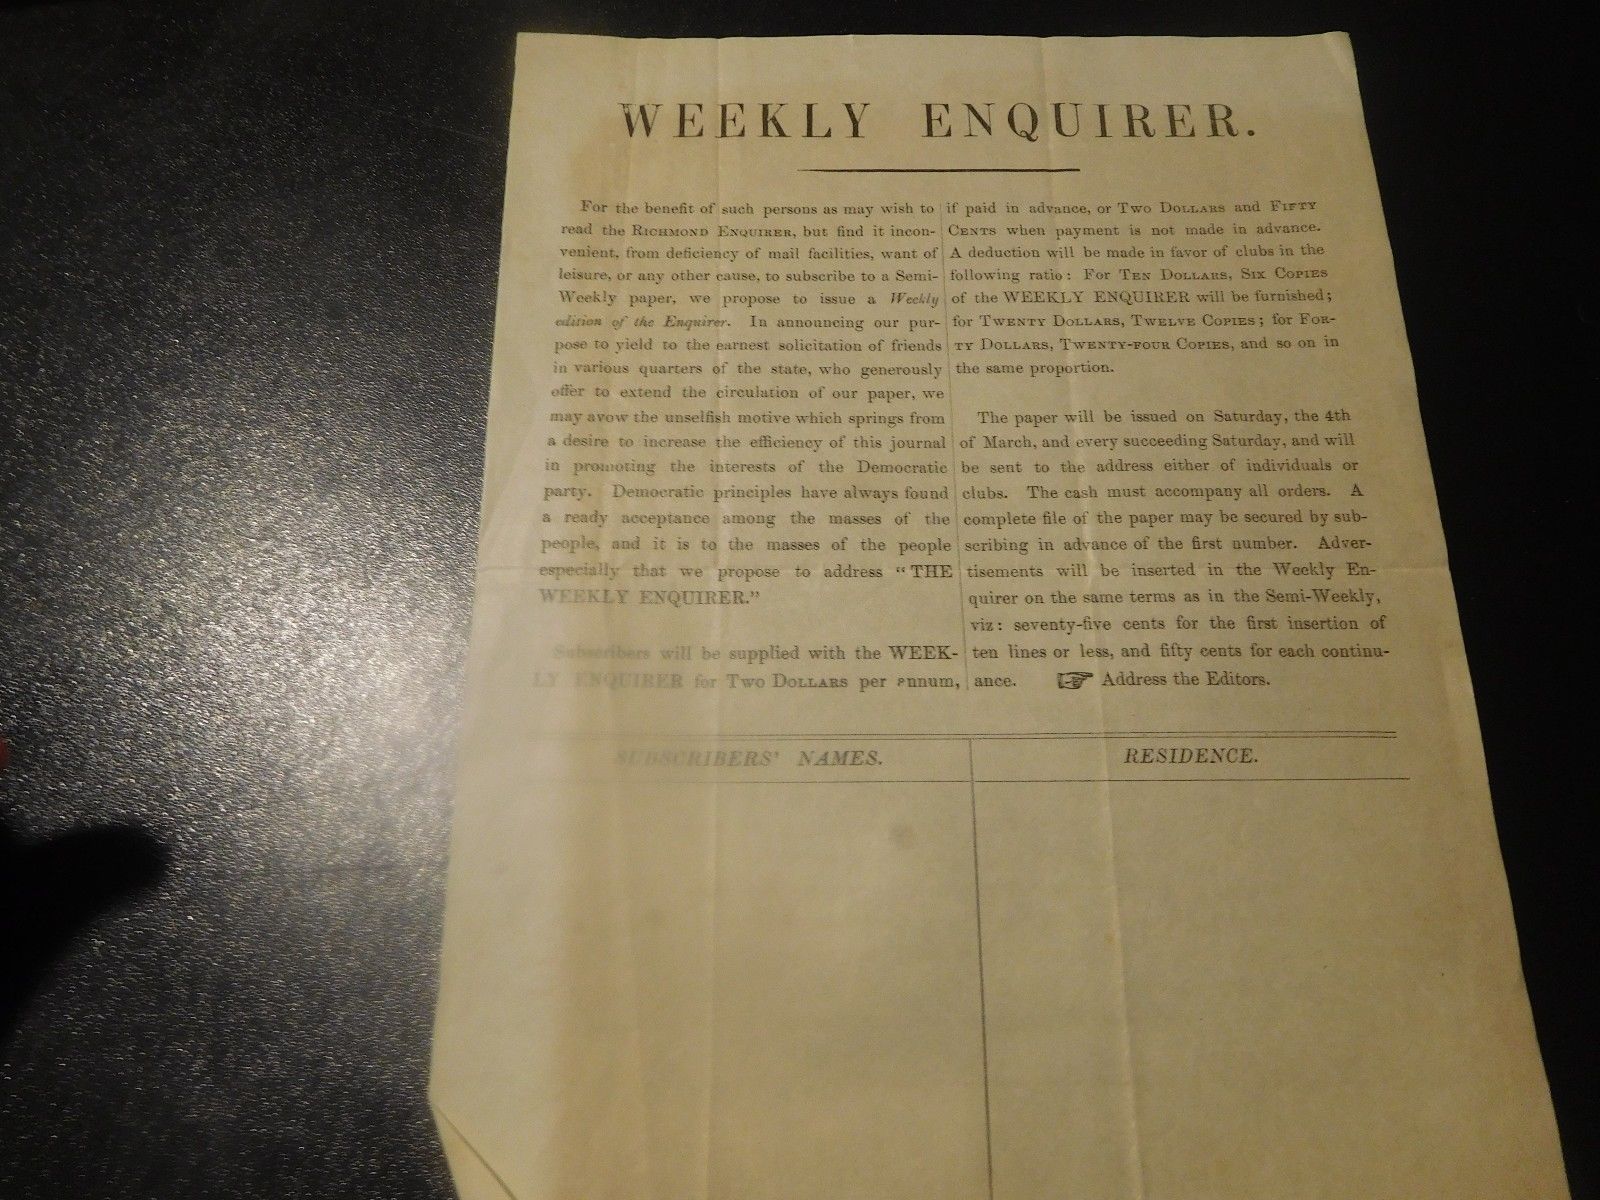 WEEKLY ENQUIRER.
For the benefit of such persons as may wish to
read the RICHMOND ENQUIRER, but find it incon-
venient, from deficiency of mail facilities, want of
leisure, or any other cause, to subscribe to a Semi-
Weekly paper, we propose to issue a Weekly
edition of the Enquirer. In announcing our pur-
pose to yield to the earnest solicitation of friends
in various quarters of the state, who generously
offer to extend the circulation of our paper, we
may avow the unselfish motive which springs from
a desire to increase the efficiency of this journal
in promoting the interests of the Democratic
party. Democratic principles have always found
a ready acceptance among the masses of the
people, and it is to the masses of the people
especially that we propose to address "THE
WEEKLY ENQUIRER."
Subscribers will be supplied with the WEEK-
LY ENQUIRER for TWO DOLLARS per annum,
if paid in advance, or TWO DOLLARS and FIFTY
CENTS when payment is not made in advance.
A deduction will be made in favor of clubs in the
following ratio: For TEN DOLLARS, SIX COPIES
of the WEEKLY ENQUIRER will be furnished;
for TWENTY DOLLARS, TWELVE COPIES; for FOR-
TY DOLLARS, TWENTY-FOUR COPIES, and so on in
the same proportion.
The paper will be issued on Saturday, the 4th
of March, and every succeeding Saturday, and will
be sent to the address either of individuals or
clubs. The cash must accompany all orders. A
complete file of the paper may be secured by sub-
scribing in advance of the first number. Adver-
tisements will be inserted in the Weekly En-
quirer on the same terms as in the Semi-Weekly,
viz: seventy-five cents for the first insertion of
ten lines or less, and fifty cents for each continu-
ance. ☞ Address the Editors.
SUBSCRIBERS' NAMES.
RESIDENCE.